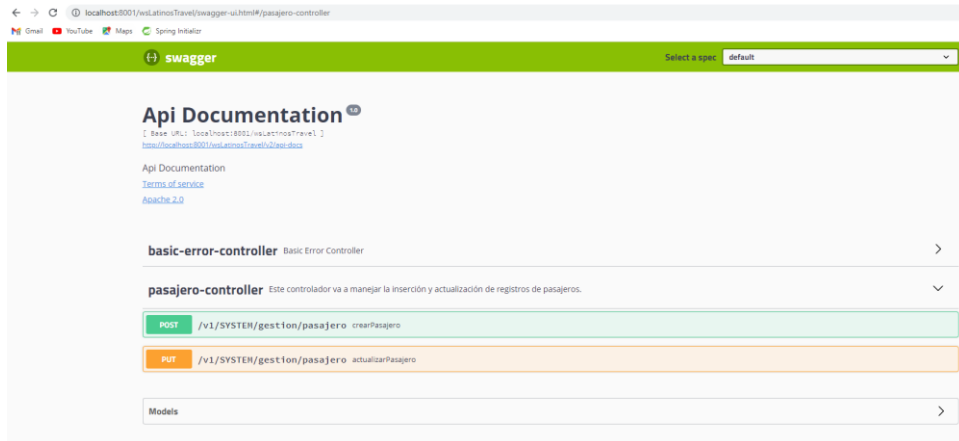 localhost:8001/wsLatinosTravel/swagger-ui.html#/pasajero-controller
Gmail YouTube Maps Spring Initializr
swagger Select a spec default
Api Documentation 1.0
[ Base URL: localhost:8001/wsLatinosTravel ]
http://localhost:8001/wsLatinosTravel/v2/api-docs
Api Documentation
Terms of service
Apache 2.0
basic-error-controller Basic Error Controller
pasajero-controller Este controlador va a manejar la inserción y actualización de registros de pasajeros.
POST /v1/SYSTEM/gestion/pasajero crearPasajero
PUT /v1/SYSTEM/gestion/pasajero actualizarPasajero
Models